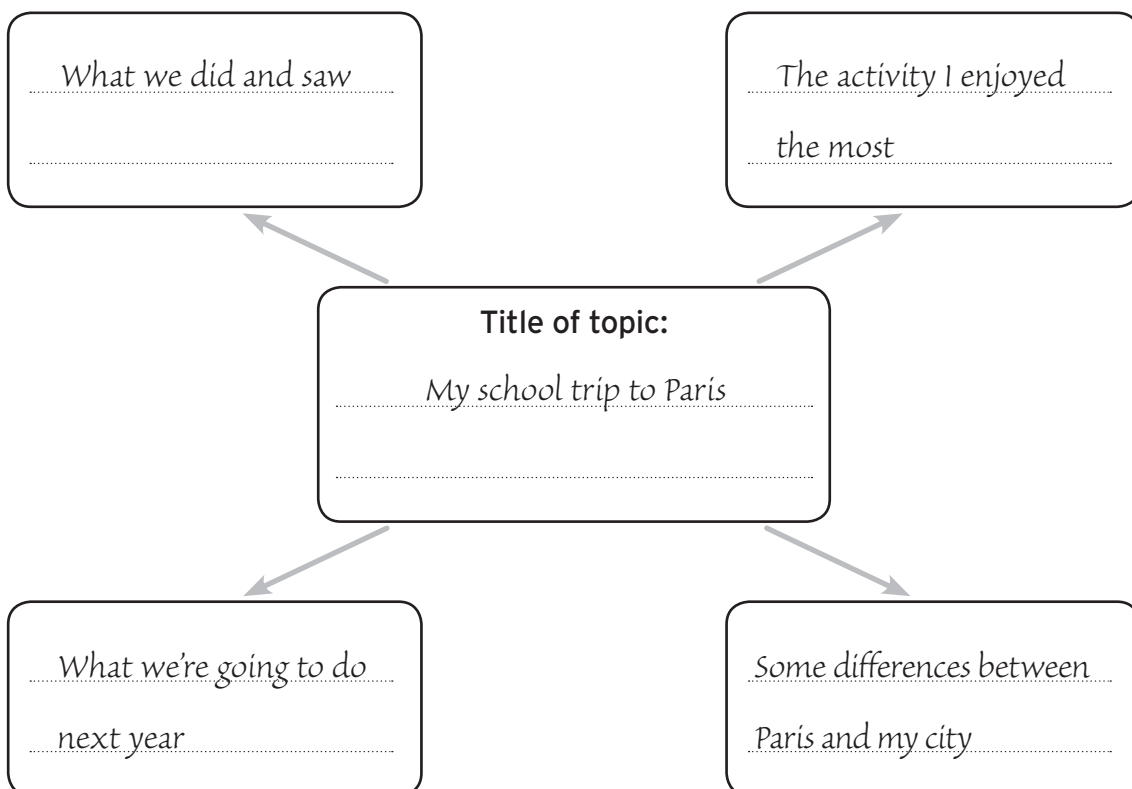 What we did and saw
The activity I enjoyed
the most
Title of topic:
My school trip to Paris
What we're going to do
next year
Some differences between
Paris and my city